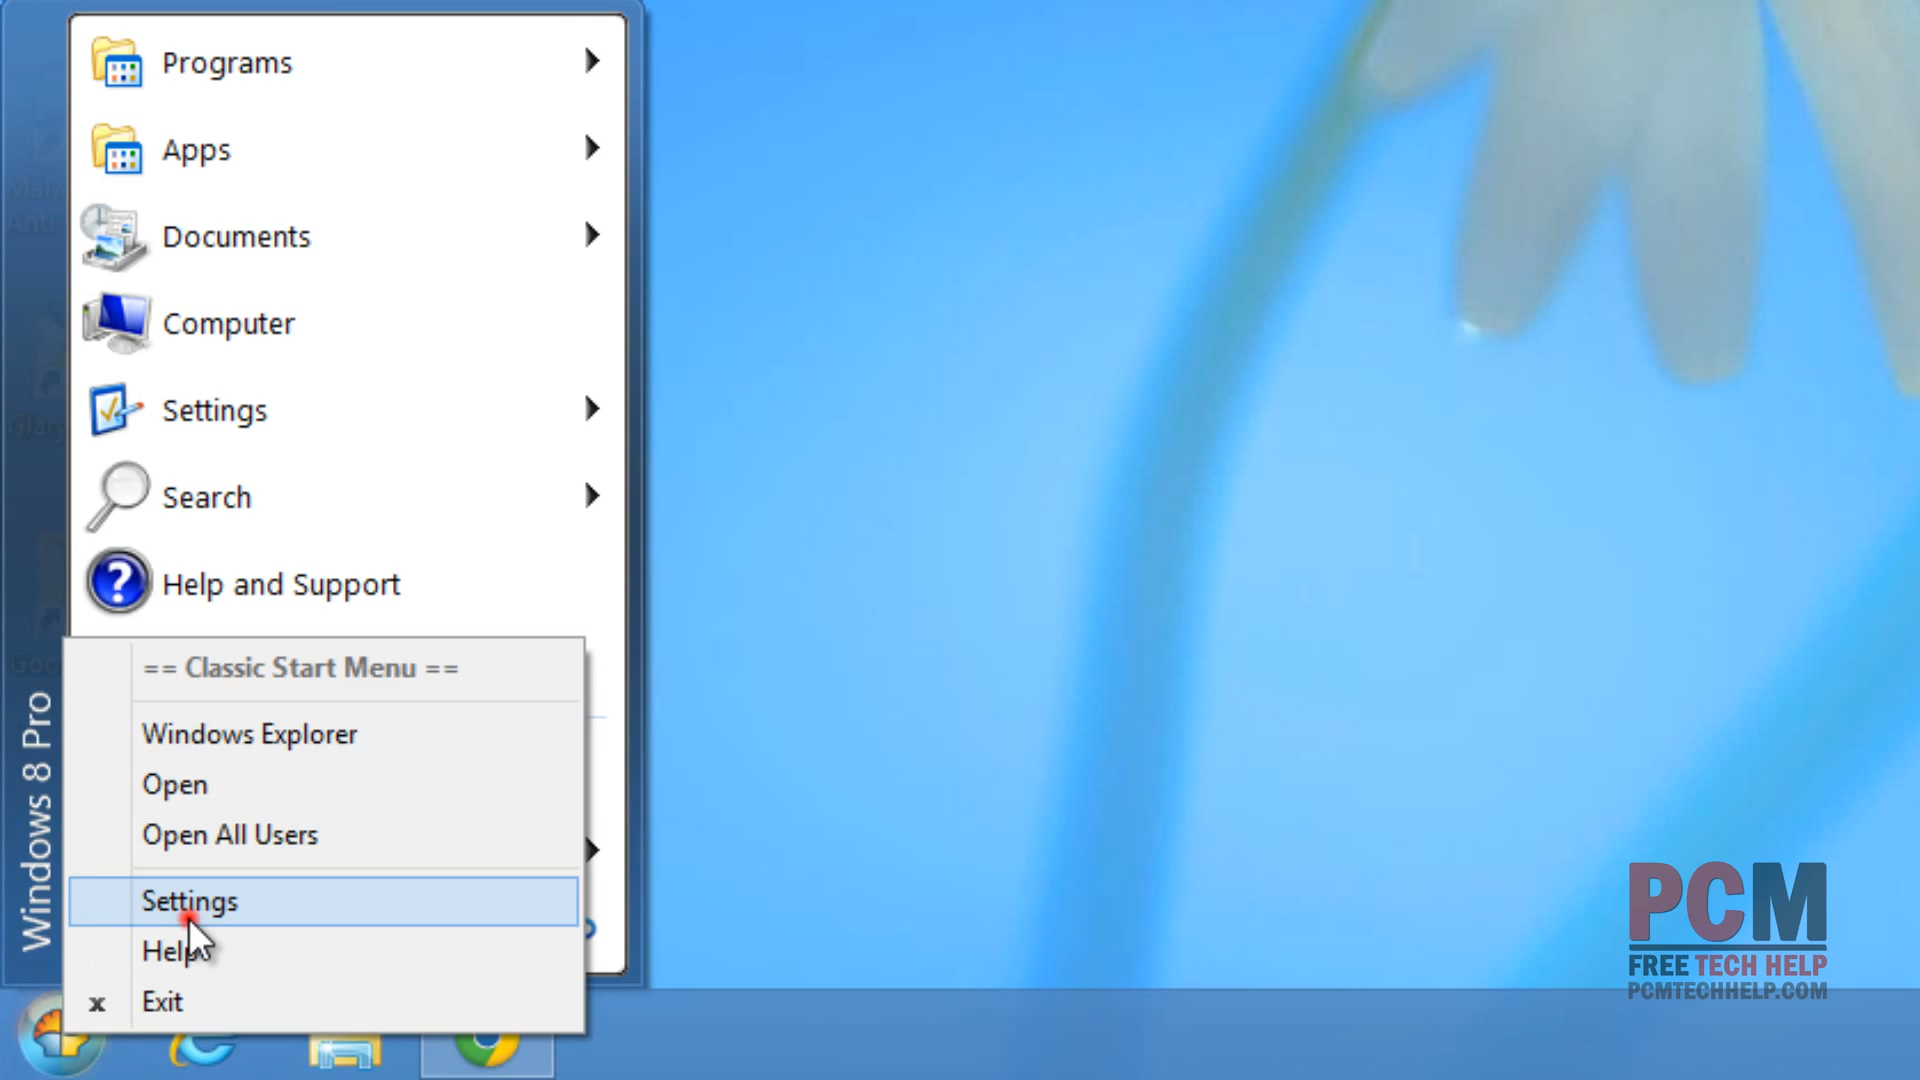 Programs
Apps
Documents
Computer
Settings
Search
Help and Support
== Classic Start Menu ==
Windows Explorer
Open
Open All Users
Settings
Help
x Exit
Windows 8 Pro
PCM
FREE TECH HELP
PCMTECHHELP.COM